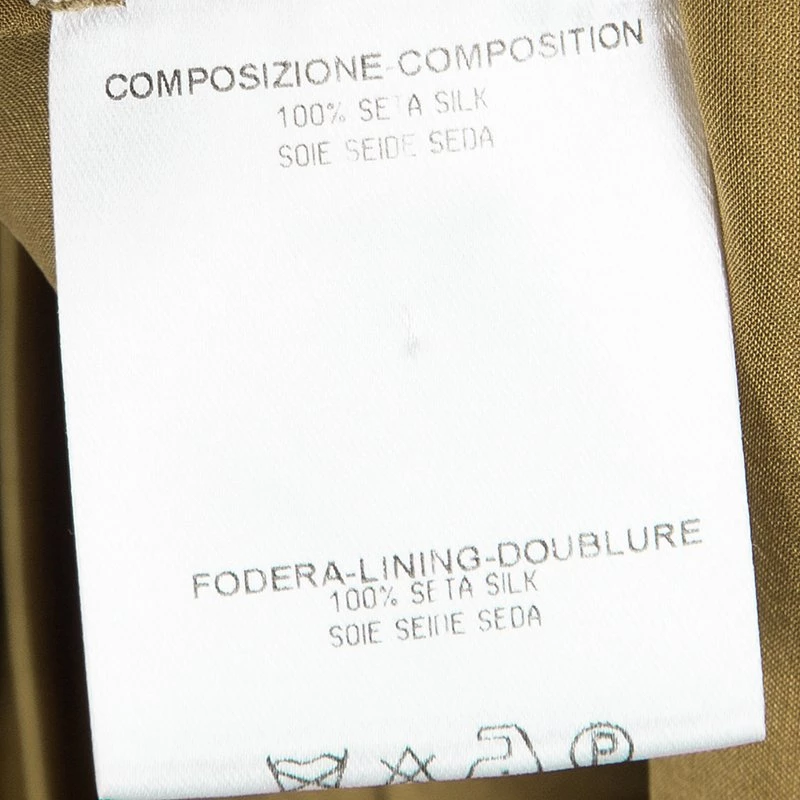 COMPOSIZIONE-COMPOSITION
100% SETA SILK
SOIE SEIDE SEDA
FODERA-LINING-DOUBLURE
100% SETA SILK
SOIE SEIDE SEDA
P